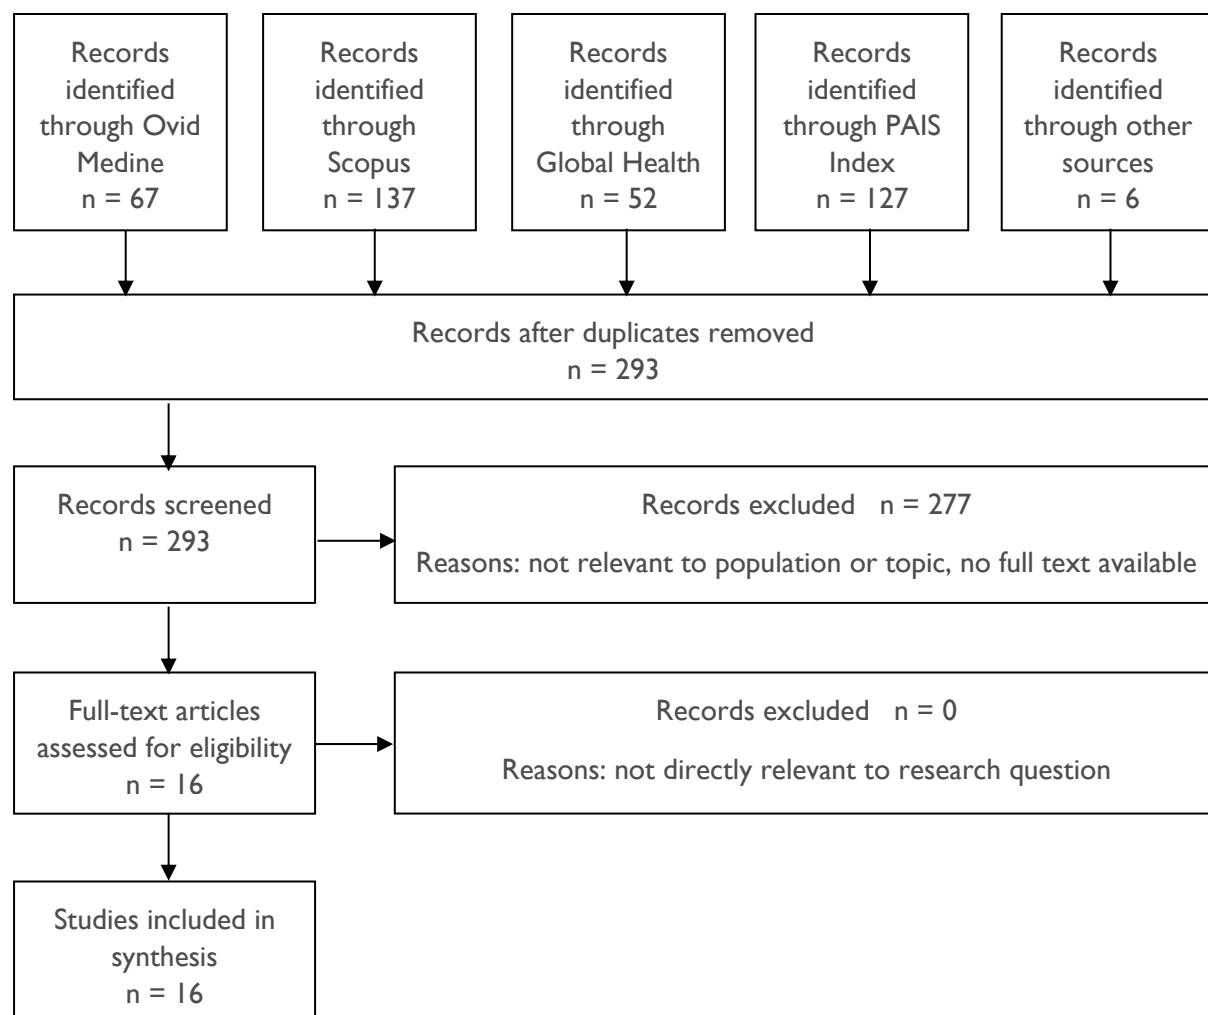 Records
identified
through Ovid
Medine
n = 67
Records
identified
through
Scopus
n = 137
Records
identified
through
Global Health
n = 52
Records
identified
through PAIS
Index
n = 127
Records
identified
through other
sources
n = 6
Records after duplicates removed
n = 293
Records screened
n = 293
Records excluded n = 277
Reasons: not relevant to population or topic, no full text available
Full-text articles
assessed for eligibility
n = 16
Records excluded n = 0
Reasons: not directly relevant to research question
Studies included in
synthesis
n = 16